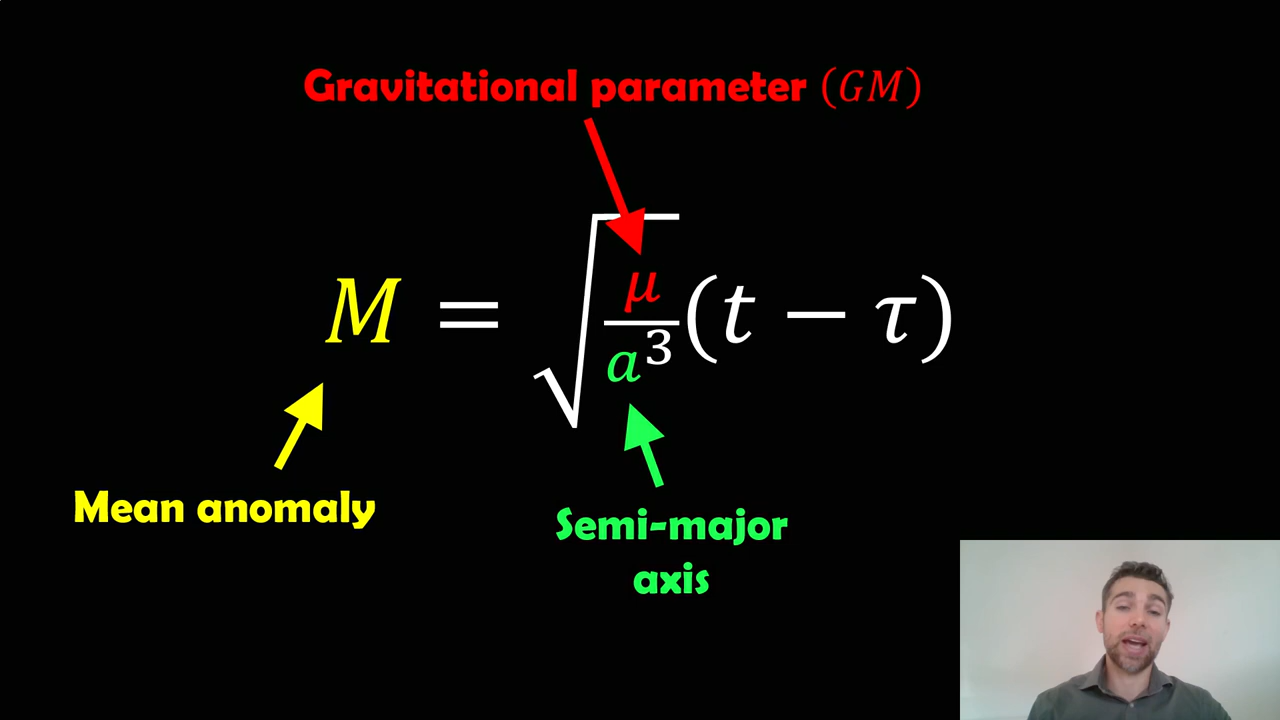 Gravitational parameter (GM)
M = √(μ/a³)(t − τ)
Mean anomaly
Semi-major
axis